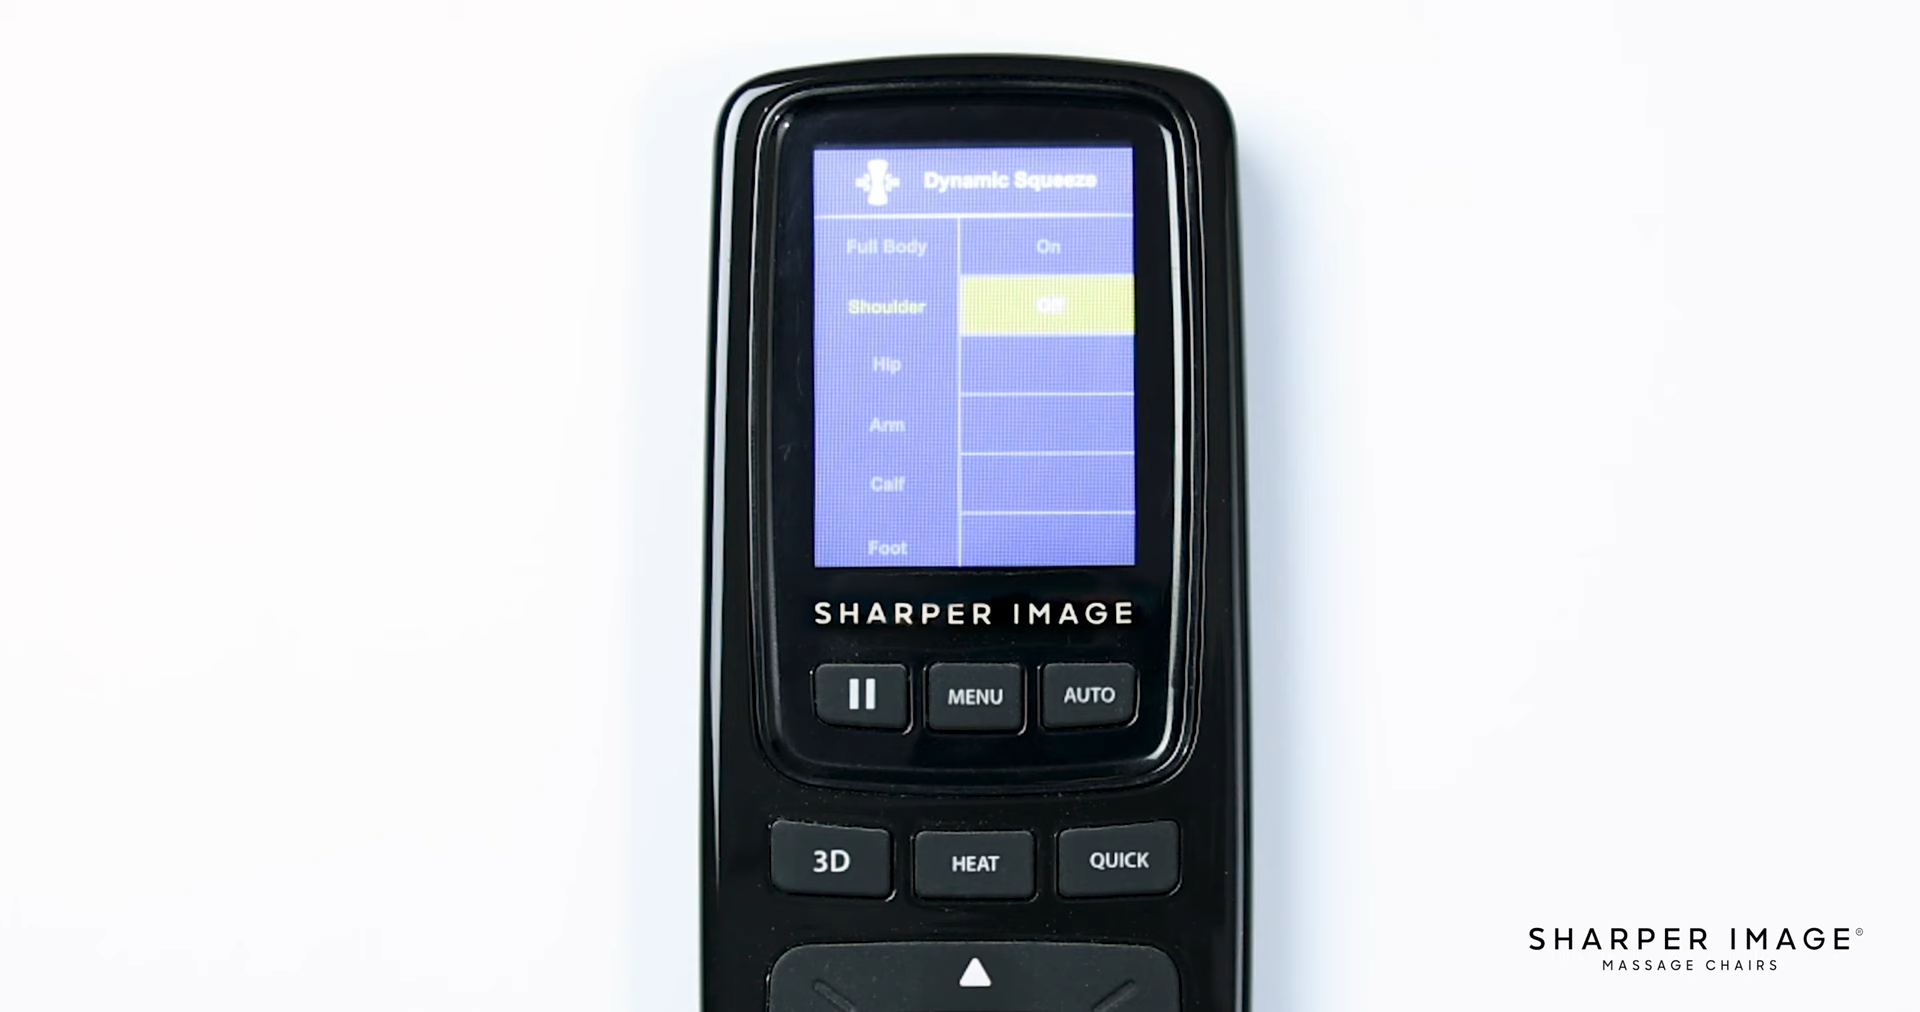 Dynamic Squeeze
Full Body On
Shoulder Off
Hip
Arm
Calf
Foot
SHARPER IMAGE
MENU AUTO
3D HEAT QUICK
SHARPER IMAGE®
MASSAGE CHAIRS